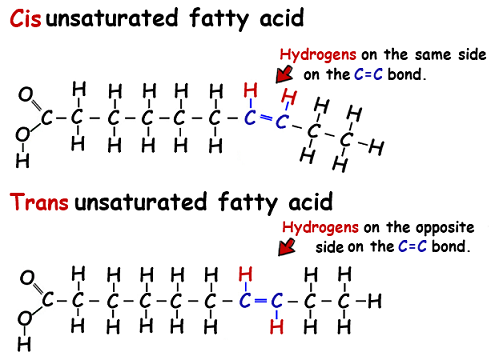 Cis unsaturated fatty acid
Hydrogens on the same side
on the C=C bond.
O H H H H H H H H H
C-C-C-C-C-C-C=C-C-C-H
O H H H H H H H
H
Trans unsaturated fatty acid
Hydrogens on the opposite
side on the C=C bond.
O H H H H H H H H
C-C-C-C-C-C-C=C-C-C-H
O H H H H H H H H
H